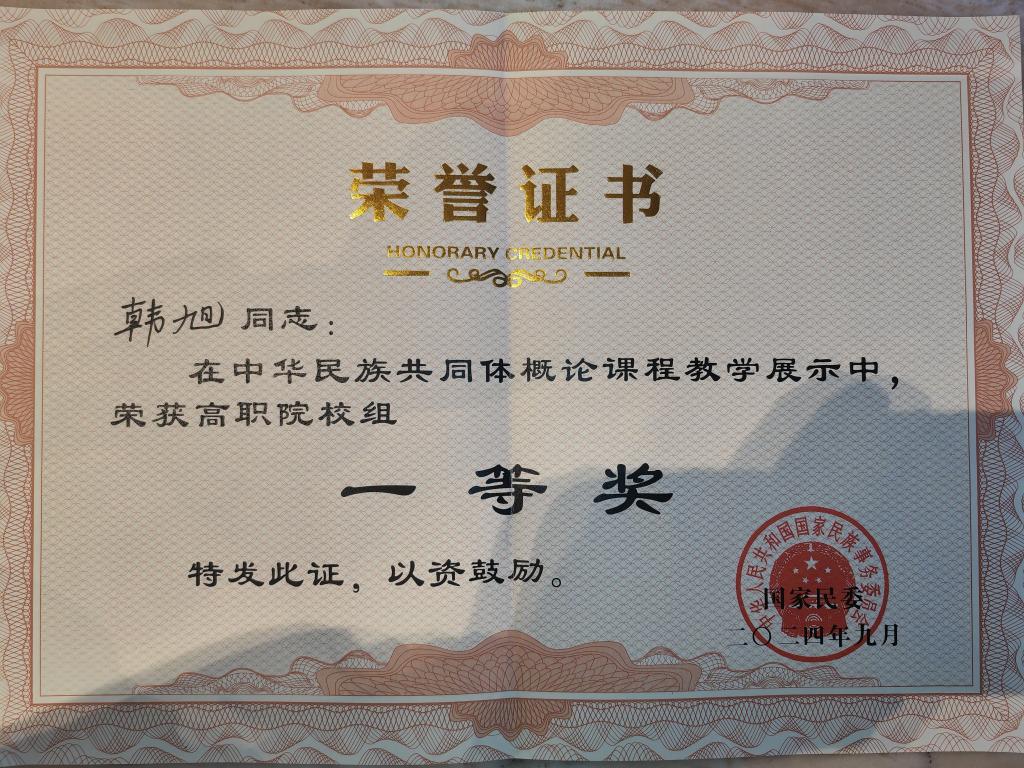 荣誉证书
HONORARY CREDENTIAL
韩旭 同志：
在中华民族共同体概论课程教学展示中，
荣获高职院校组
一等奖
特发此证，以资鼓励。
中华人民共和国国家民族事务委员会
国家民委
二〇二四年九月